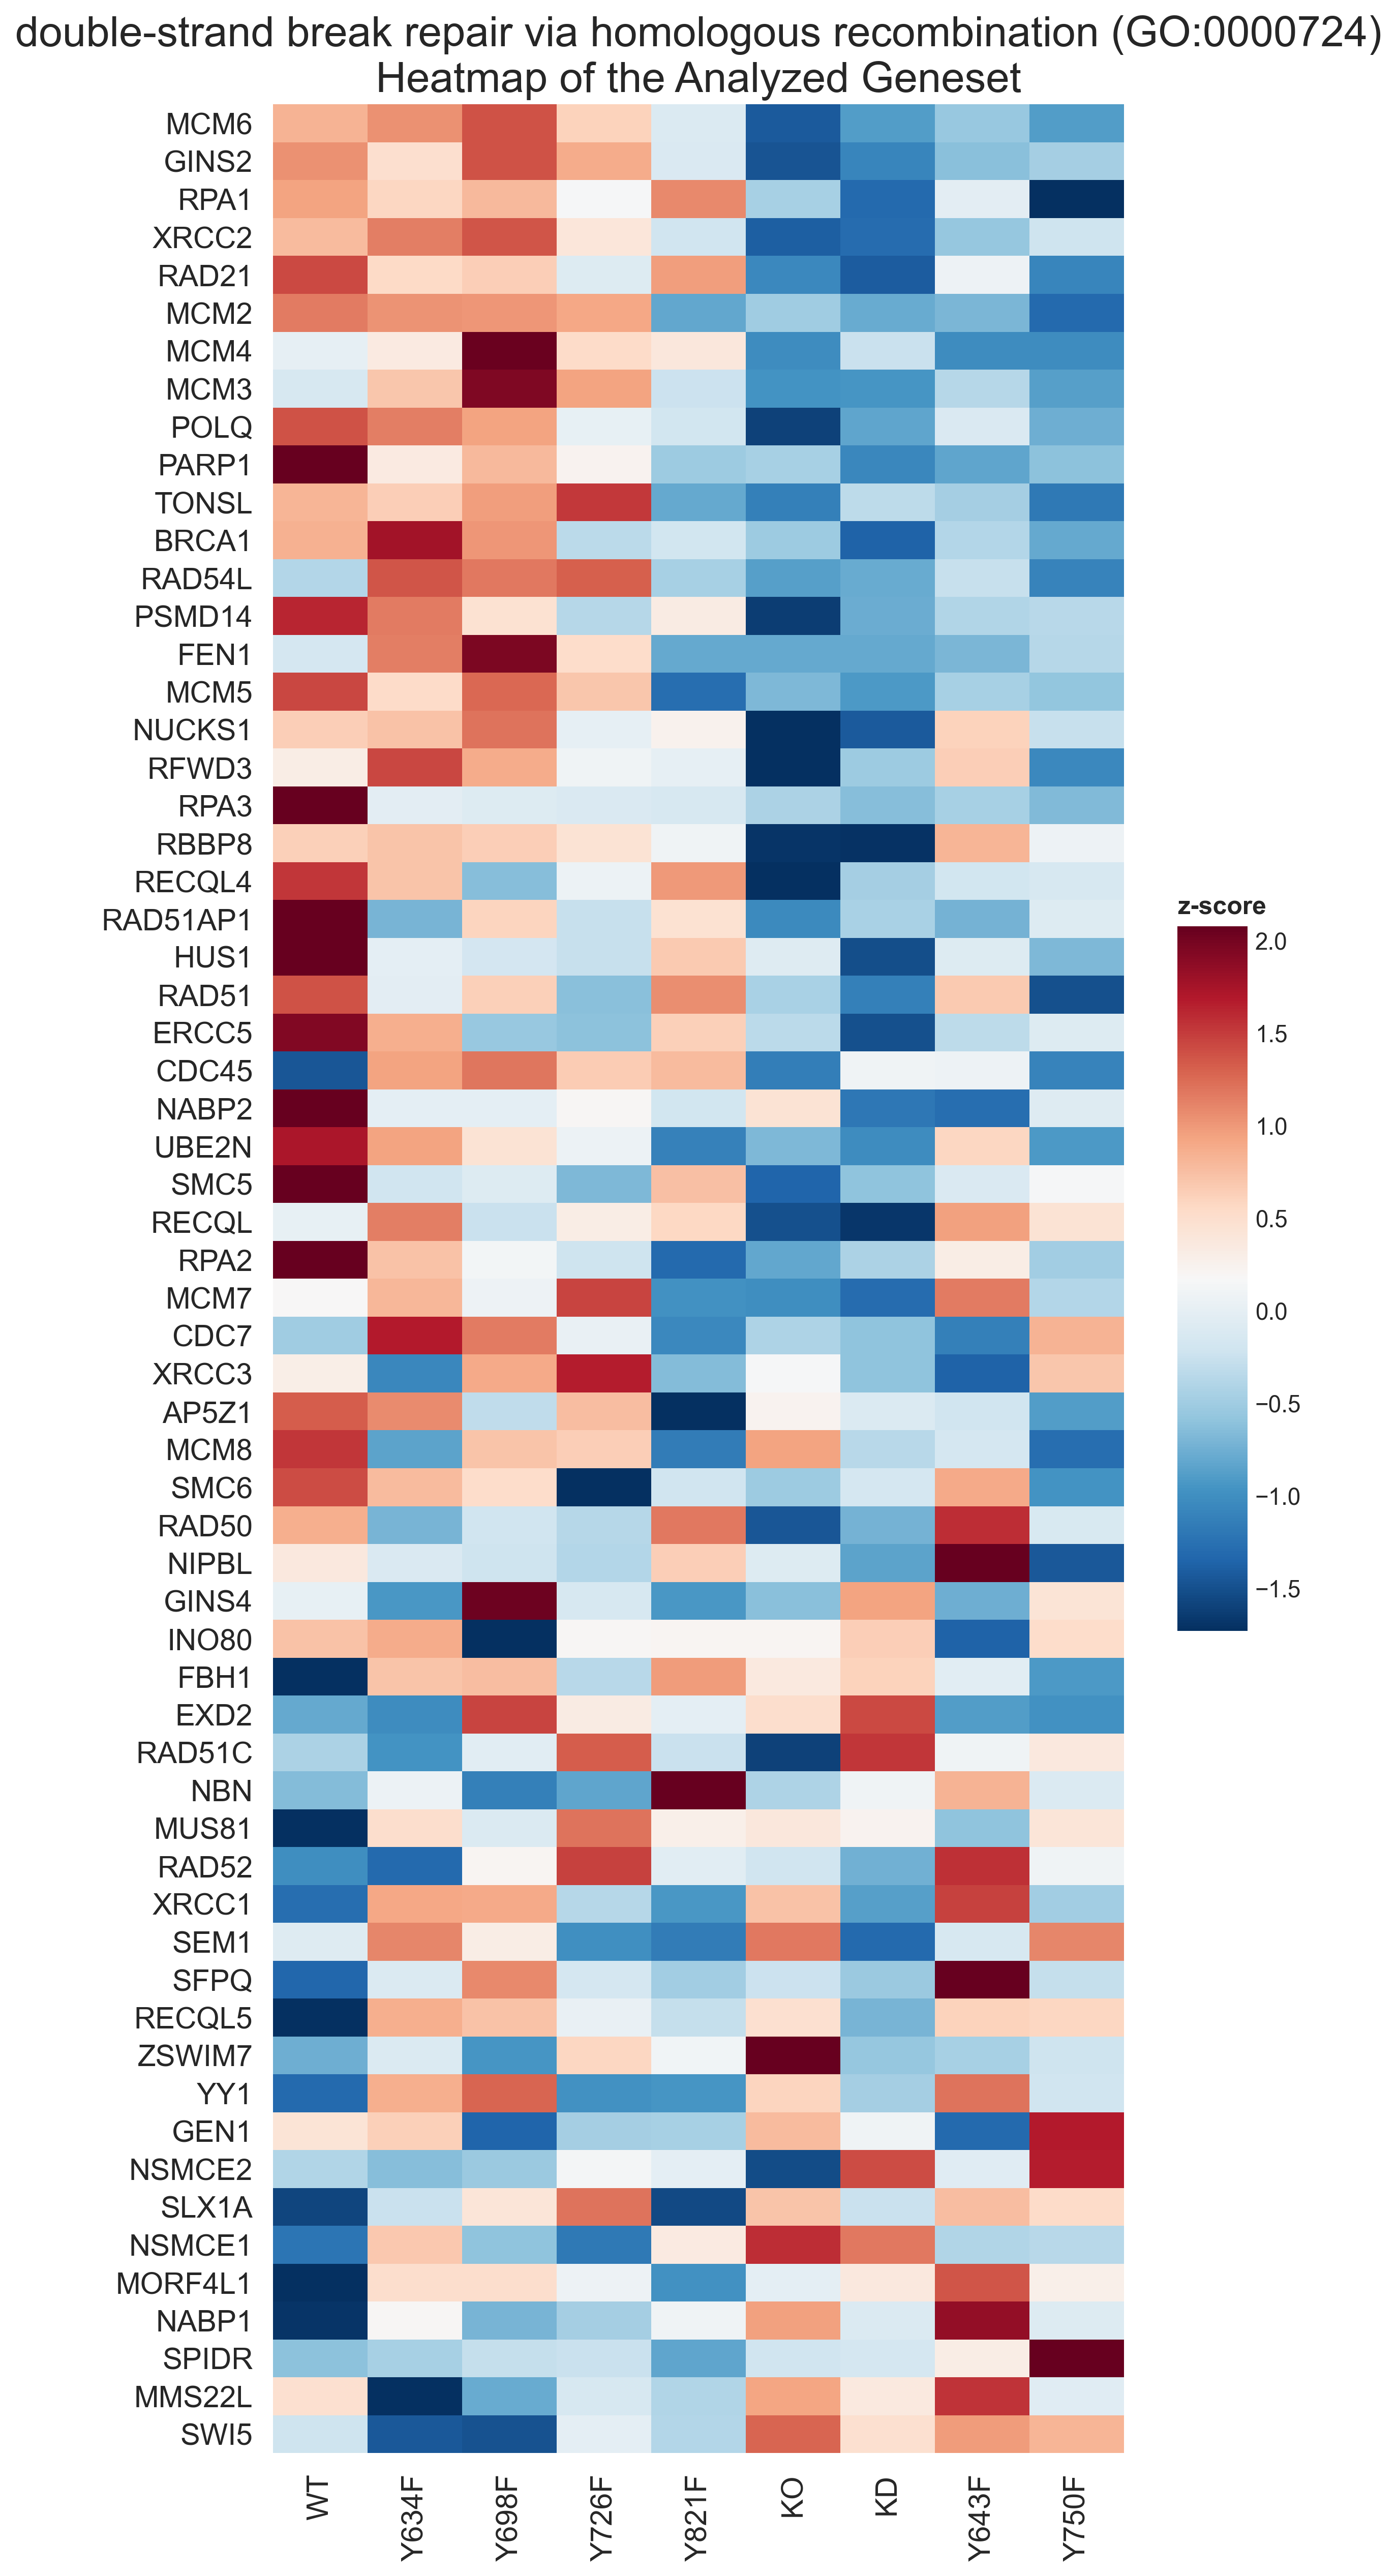 double-strand break repair via homologous recombination (GO:0000724)
Heatmap of the Analyzed Geneset
MCM6
GINS2
RPA1
XRCC2
RAD21
MCM2
MCM4
MCM3
POLQ
PARP1
TONSL
BRCA1
RAD54L
PSMD14
FEN1
MCM5
NUCKS1
RFWD3
RPA3
RBBP8
RECQL4
RAD51AP1
HUS1
RAD51
ERCC5
CDC45
NABP2
UBE2N
SMC5
RECQL
RPA2
MCM7
CDC7
XRCC3
AP5Z1
MCM8
SMC6
RAD50
NIPBL
GINS4
INO80
FBH1
EXD2
RAD51C
NBN
MUS81
RAD52
XRCC1
SEM1
SFPQ
RECQL5
ZSWIM7
YY1
GEN1
NSMCE2
SLX1A
NSMCE1
MORF4L1
NABP1
SPIDR
MMS22L
SWI5
WT
Y634F
Y698F
Y726F
Y821F
KO
KD
Y643F
Y750F
z-score
2.0
1.5
1.0
0.5
0.0
−0.5
−1.0
−1.5